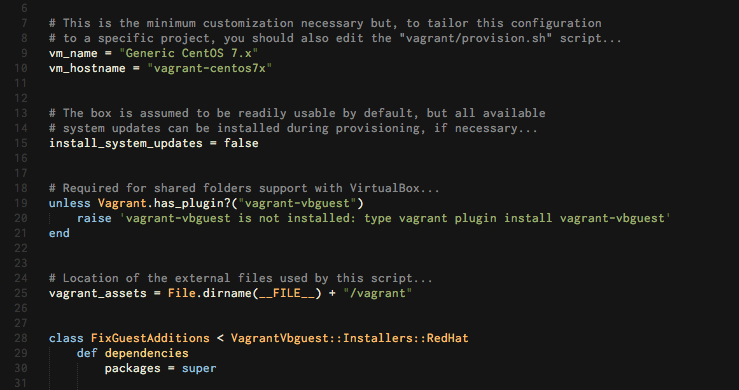 6
7 # This is the minimum customization necessary but, to tailor this configuration
8 # to a specific project, you should also edit the "vagrant/provision.sh" script...
9 vm_name = "Generic CentOS 7.x"
10 vm_hostname = "vagrant-centos7x"
11
12
13 # The box is assumed to be readily usable by default, but all available
14 # system updates can be installed during provisioning, if necessary...
15 install_system_updates = false
16
17
18 # Required for shared folders support with VirtualBox...
19 unless Vagrant.has_plugin?("vagrant-vbguest")
20 raise 'vagrant-vbguest is not installed: type vagrant plugin install vagrant-vbguest'
21 end
22
23
24 # Location of the external files used by this script...
25 vagrant_assets = File.dirname(__FILE__) + "/vagrant"
26
27
28 class FixGuestAdditions < VagrantVbguest::Installers::RedHat
29 def dependencies
30 packages = super
31